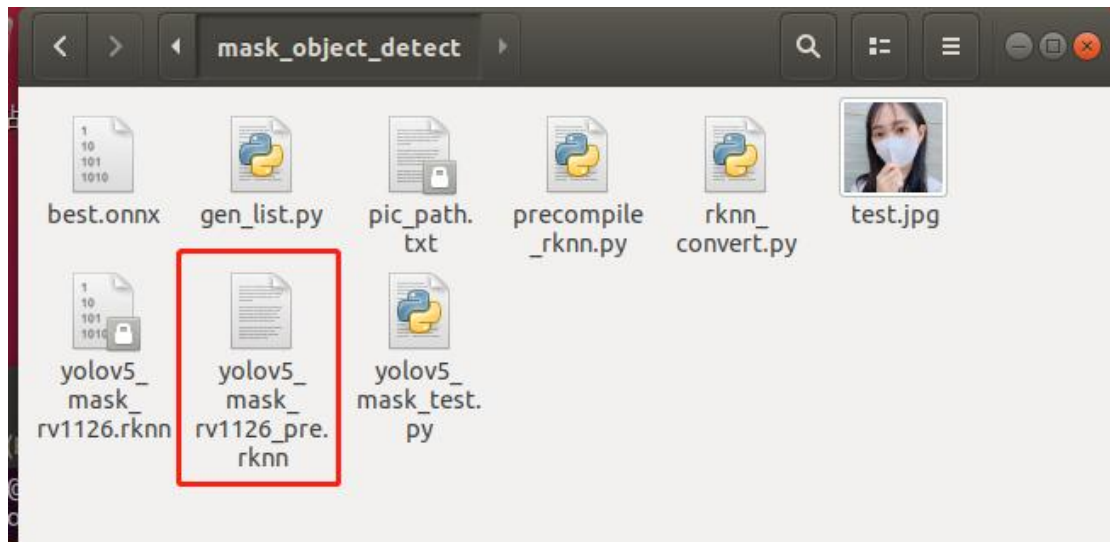 mask_object_detect
best.onnx
gen_list.py
pic_path.
txt
precompile
_rknn.py
rknn_
convert.py
test.jpg
yolov5_
mask_
rv1126.rknn
yolov5_
mask_
rv1126_pre.
rknn
yolov5_
mask_test.
py